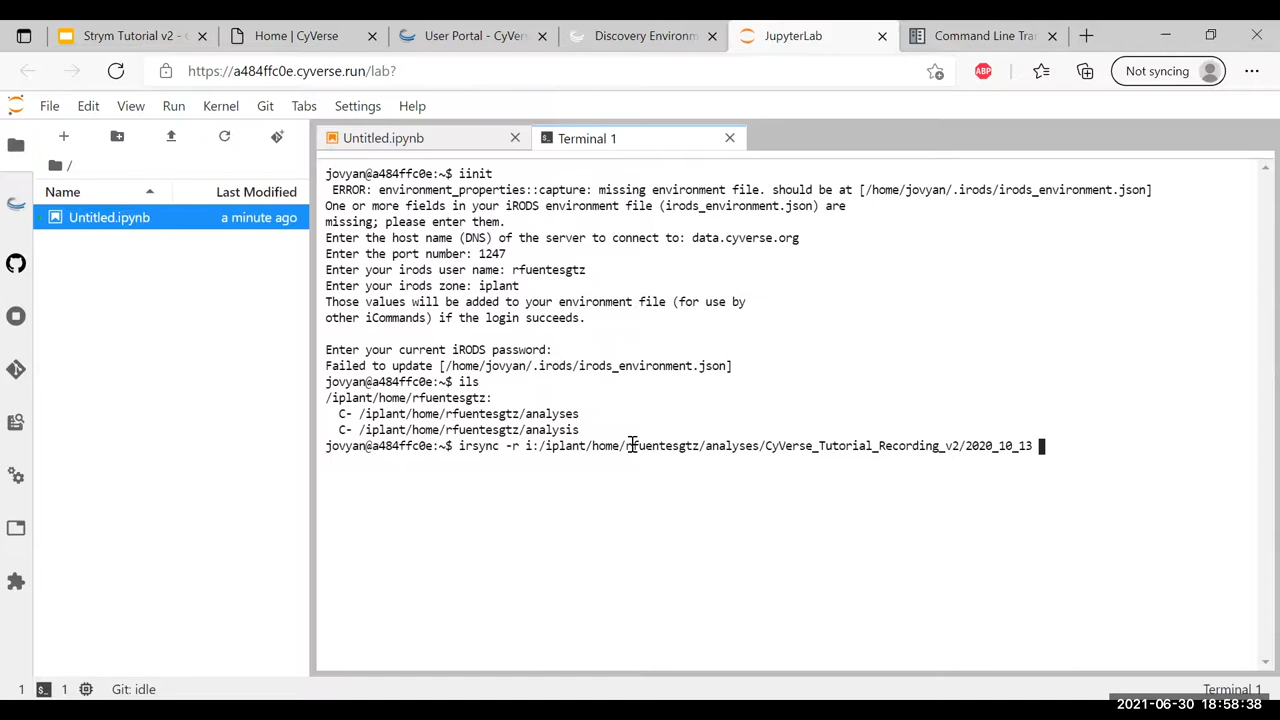 Strym Tutorial v2 - C
Home | CyVerse
User Portal - CyVerse
Discovery Environm
JupyterLab
Command Line Tra
https://a484ffc0e.cyverse.run/lab?
ABP
Not syncing
File Edit View Run Kernel Git Tabs Settings Help
Untitled.ipynb
Terminal 1
/
Name
Last Modified
Untitled.ipynb
a minute ago
jovyan@a484ffc0e:~$ iinit
ERROR: environment_properties::capture: missing environment file. should be at [/home/jovyan/.irods/irods_environment.json]
One or more fields in your iRODS environment file (irods_environment.json) are
missing; please enter them.
Enter the host name (DNS) of the server to connect to: data.cyverse.org
Enter the port number: 1247
Enter your irods user name: rfuentesgtz
Enter your irods zone: iplant
Those values will be added to your environment file (for use by
other iCommands) if the login succeeds.
Enter your current iRODS password:
Failed to update [/home/jovyan/.irods/irods_environment.json]
jovyan@a484ffc0e:~$ ils
/iplant/home/rfuentesgtz:
C- /iplant/home/rfuentesgtz/analyses
C- /iplant/home/rfuentesgtz/analysis
jovyan@a484ffc0e:~$ irsync -r i:/iplant/home/rfuentesgtz/analyses/CyVerse_Tutorial_Recording_v2/2020_10_13
1
1
Git: idle
Terminal 1
2021-06-30 18:58:38